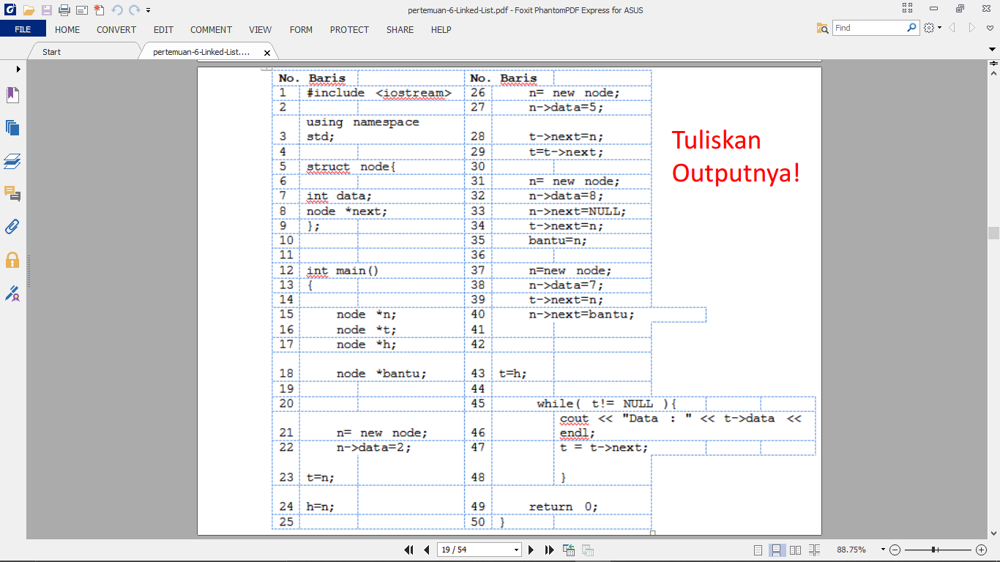 pertemuan-6-Linked-List.pdf - Foxit PhantomPDF Express for ASUS
FILE HOME CONVERT EDIT COMMENT VIEW FORM PROTECT SHARE HELP
Find
Start
pertemuan-6-Linked-List....
No. Baris
1 #include <iostream>
2
using namespace
3 std;
4
5 struct node{
6
7 int data;
8 node *next;
9 };
10
11
12 int main()
13 {
14
15 node *n;
16 node *t;
17 node *h;
18 node *bantu;
19
20
21 n= new node;
22 n->data=2;
23 t=n;
24 h=n;
25
No. Baris
26 n= new node;
27 n->data=5;
28 t->next=n;
29 t=t->next;
30
31 n= new node;
32 n->data=8;
33 n->next=NULL;
34 t->next=n;
35 bantu=n;
36
37 n=new node;
38 n->data=7;
39 t->next=n;
40 n->next=bantu;
41
42
43 t=h;
44
45 while( t!= NULL ){
cout << "Data : " << t->data <<
46 endl;
47 t = t->next;
48 }
49 return 0;
50 }
Tuliskan
Outputnya!
19 / 54
88.75%